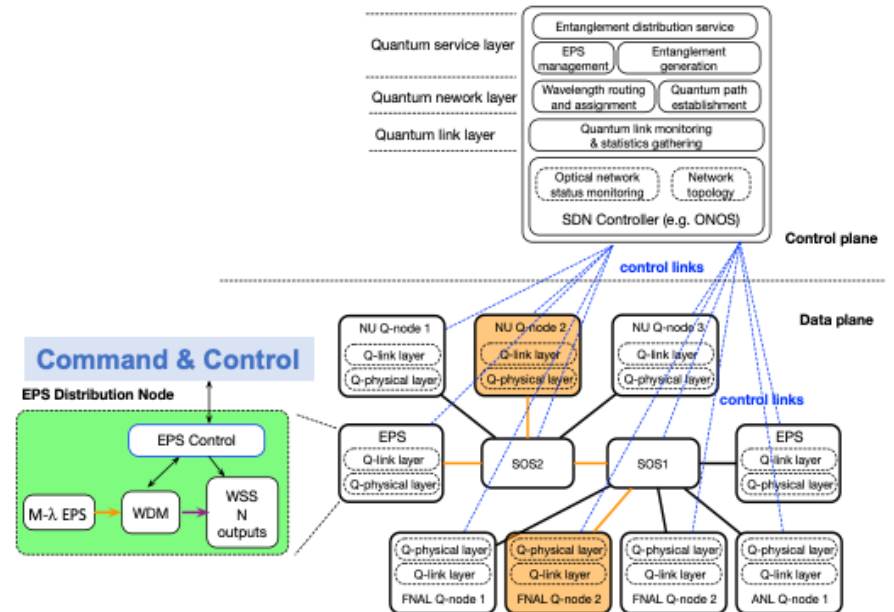 Quantum service layer
Quantum nework layer
Quantum link layer
Entanglement distribution service
EPS
management
Entanglement
generation
Wavelength routing
and assignment
Quantum path
establishment
Quantum link monitoring
& statistics gathering
Optical network
status monitoring
Network
topology
SDN Controller (e.g. ONOS)
Control plane
control links
Data plane
NU Q-node 1
Q-link layer
Q-physical layer
NU Q-node 2
Q-link layer
Q-physical layer
NU Q-node 3
Q-link layer
Q-physical layer
control links
Command & Control
EPS Distribution Node
EPS Control
M-λ EPS
WDM
WSS
N
outputs
EPS
Q-link layer
Q-physical layer
SOS2
SOS1
EPS
Q-link layer
Q-physical layer
Q-physical layer
Q-link layer
FNAL Q-node 1
Q-physical layer
Q-link layer
FNAL Q-node 2
Q-physical layer
Q-link layer
FNAL Q-node 2
Q-physical layer
Q-link layer
ANL Q-node 1